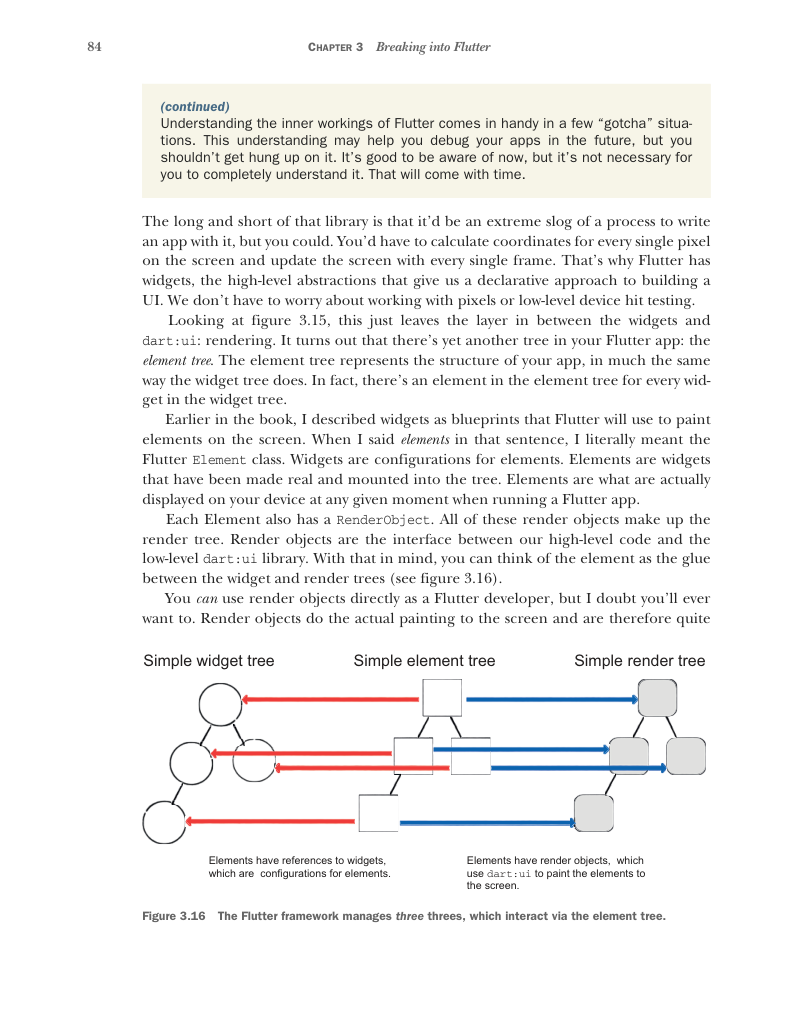 84
CHAPTER 3 Breaking into Flutter
(continued)
Understanding the inner workings of Flutter comes in handy in a few “gotcha” situa-
tions. This understanding may help you debug your apps in the future, but you
shouldn’t get hung up on it. It’s good to be aware of now, but it’s not necessary for
you to completely understand it. That will come with time.
The long and short of that library is that it’d be an extreme slog of a process to write
an app with it, but you could. You’d have to calculate coordinates for every single pixel
on the screen and update the screen with every single frame. That’s why Flutter has
widgets, the high-level abstractions that give us a declarative approach to building a
UI. We don’t have to worry about working with pixels or low-level device hit testing.
Looking at figure 3.15, this just leaves the layer in between the widgets and
dart:ui: rendering. It turns out that there’s yet another tree in your Flutter app: the
element tree. The element tree represents the structure of your app, in much the same
way the widget tree does. In fact, there’s an element in the element tree for every wid-
get in the widget tree.
Earlier in the book, I described widgets as blueprints that Flutter will use to paint
elements on the screen. When I said elements in that sentence, I literally meant the
Flutter Element class. Widgets are configurations for elements. Elements are widgets
that have been made real and mounted into the tree. Elements are what are actually
displayed on your device at any given moment when running a Flutter app.
Each Element also has a RenderObject. All of these render objects make up the
render tree. Render objects are the interface between our high-level code and the
low-level dart:ui library. With that in mind, you can think of the element as the glue
between the widget and render trees (see figure 3.16).
You can use render objects directly as a Flutter developer, but I doubt you’ll ever
want to. Render objects do the actual painting to the screen and are therefore quite
Simple widget tree
Simple element tree
Simple render tree
Elements have references to widgets,
which are configurations for elements.
Elements have render objects, which
use dart:ui to paint the elements to
the screen.
Figure 3.16 The Flutter framework manages three threes, which interact via the element tree.